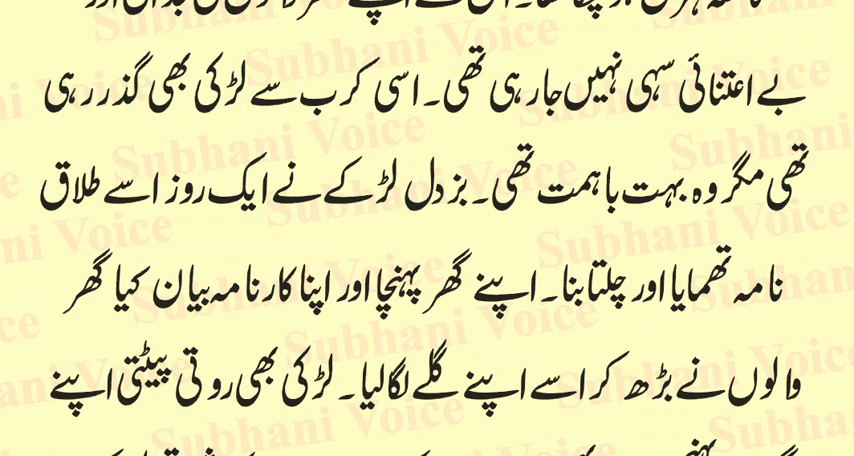 بے اعتنائی سہی نہیں جا رہی تھی۔ اسی کرب سے لڑکی بھی گذر رہی
تھی مگر وہ بہت باہمت تھی۔ بزدل لڑکے نے ایک روز اسے طلاق
نامہ تھمایا اور چلتا بنا۔ اپنے گھر پہنچا اور اپنا کارنامہ بیان کیا گھر
والوں نے بڑھ کر اسے اپنے گلے لگا لیا۔ لڑکی بھی روتی پیٹتی اپنے
Subhani Voice